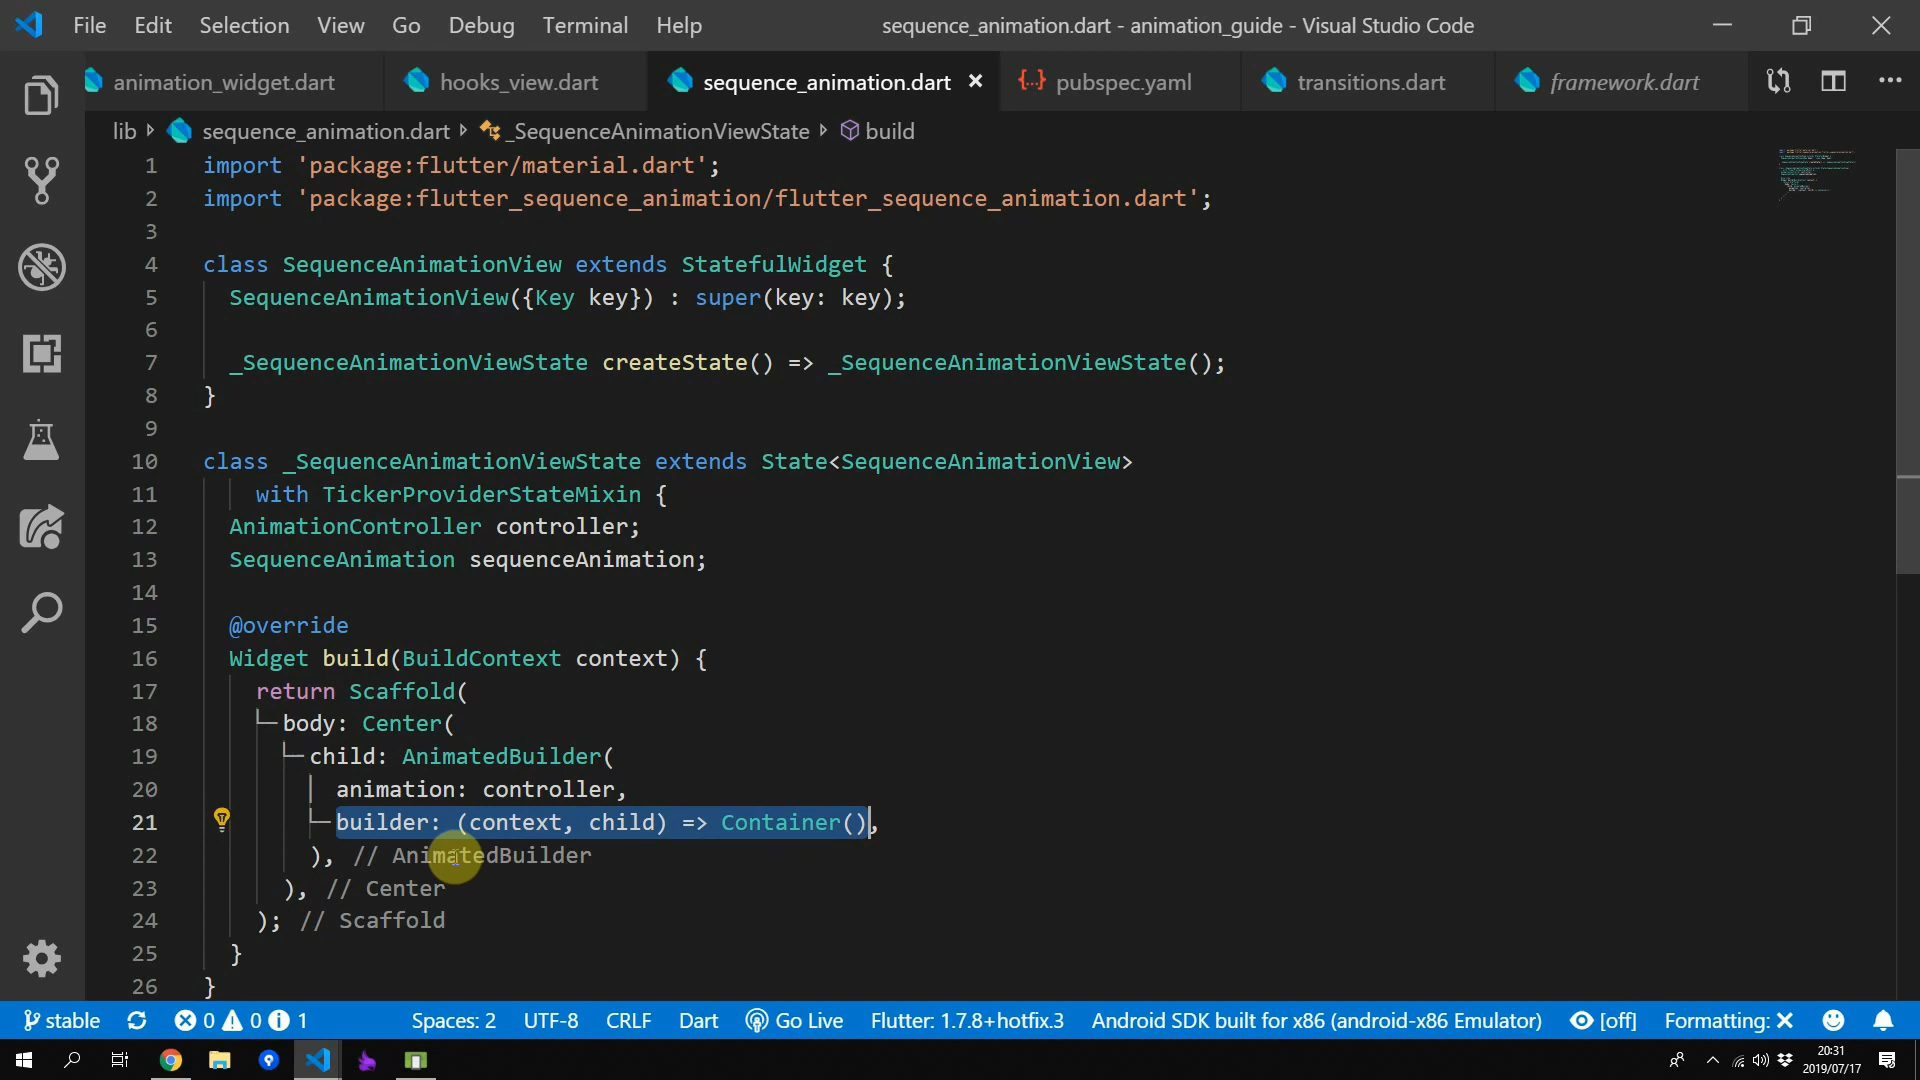 File Edit Selection View Go Debug Terminal Help sequence_animation.dart - animation_guide - Visual Studio Code
animation_widget.dart hooks_view.dart sequence_animation.dart pubspec.yaml transitions.dart framework.dart
lib sequence_animation.dart _SequenceAnimationViewState build
1 import 'package:flutter/material.dart';
2 import 'package:flutter_sequence_animation/flutter_sequence_animation.dart';
3
4 class SequenceAnimationView extends StatefulWidget {
5 SequenceAnimationView({Key key}) : super(key: key);
6
7 _SequenceAnimationViewState createState() => _SequenceAnimationViewState();
8 }
9
10 class _SequenceAnimationViewState extends State<SequenceAnimationView>
11 with TickerProviderStateMixin {
12 AnimationController controller;
13 SequenceAnimation sequenceAnimation;
14
15 @override
16 Widget build(BuildContext context) {
17 return Scaffold(
18 body: Center(
19 child: AnimatedBuilder(
20 animation: controller,
21 builder: (context, child) => Container(),
22 ), // AnimatedBuilder
23 ), // Center
24 ); // Scaffold
25 }
26 }
stable 0 0 1 Spaces: 2 UTF-8 CRLF Dart Go Live Flutter: 1.7.8+hotfix.3 Android SDK built for x86 (android-x86 Emulator) [off] Formatting: ✕
20:31
2019/07/17